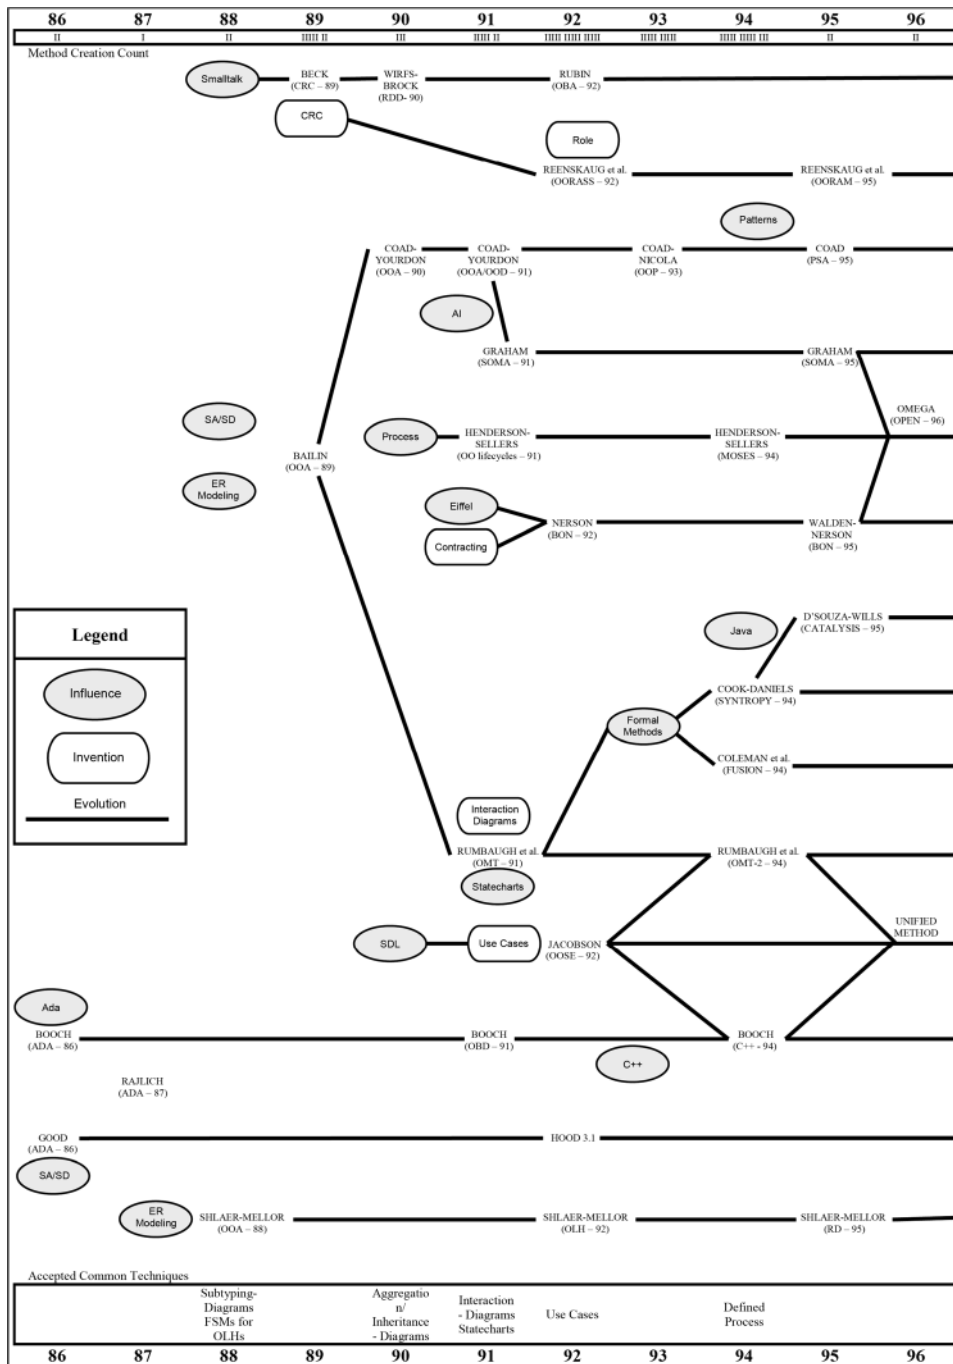 86 87 88 89 90 91 92 93 94 95 96
II I II IIIII II III IIIII II IIIII IIIII IIIII IIIII IIIII IIIII IIIII III II II
Method Creation Count
Smalltalk
BECK
(CRC – 89)
WIRFS-
BROCK
(RDD- 90)
RUBIN
(OBA – 92)
CRC
Role
REENSKAUG et al.
(OORASS – 92)
REENSKAUG et al.
(OORAM – 95)
Patterns
COAD-
YOURDON
(OOA – 90)
COAD-
YOURDON
(OOA/OOD – 91)
COAD-
NICOLA
(OOP – 93)
COAD
(PSA – 95)
AI
GRAHAM
(SOMA – 91)
GRAHAM
(SOMA – 95)
SA/SD
Process
HENDERSON-
SELLERS
(OO lifecycles – 91)
HENDERSON-
SELLERS
(MOSES – 94)
OMEGA
(OPEN – 96)
BAILIN
(OOA – 89)
ER
Modeling
Eiffel
Contracting
NERSON
(BON – 92)
WALDEN-
NERSON
(BON – 95)
Legend
Influence
Invention
Evolution
Java
D'SOUZA-WILLS
(CATALYSIS – 95)
Formal
Methods
COOK-DANIELS
(SYNTROPY – 94)
COLEMAN et al.
(FUSION – 94)
Interaction
Diagrams
RUMBAUGH et al.
(OMT – 91)
Statecharts
RUMBAUGH et al.
(OMT-2 – 94)
SDL
Use Cases
JACOBSON
(OOSE – 92)
UNIFIED
METHOD
Ada
BOOCH
(ADA – 86)
BOOCH
(OBD – 91)
C++
BOOCH
(C++ - 94)
RAJLICH
(ADA – 87)
GOOD
(ADA – 86)
HOOD 3.1
SA/SD
ER
Modeling
SHLAER-MELLOR
(OOA – 88)
SHLAER-MELLOR
(OLH – 92)
SHLAER-MELLOR
(RD – 95)
Accepted Common Techniques
Subtyping-
Diagrams
FSMs for
OLHs
Aggregatio
n/
Inheritance
- Diagrams
Interaction
- Diagrams
Statecharts
Use Cases
Defined
Process
86 87 88 89 90 91 92 93 94 95 96